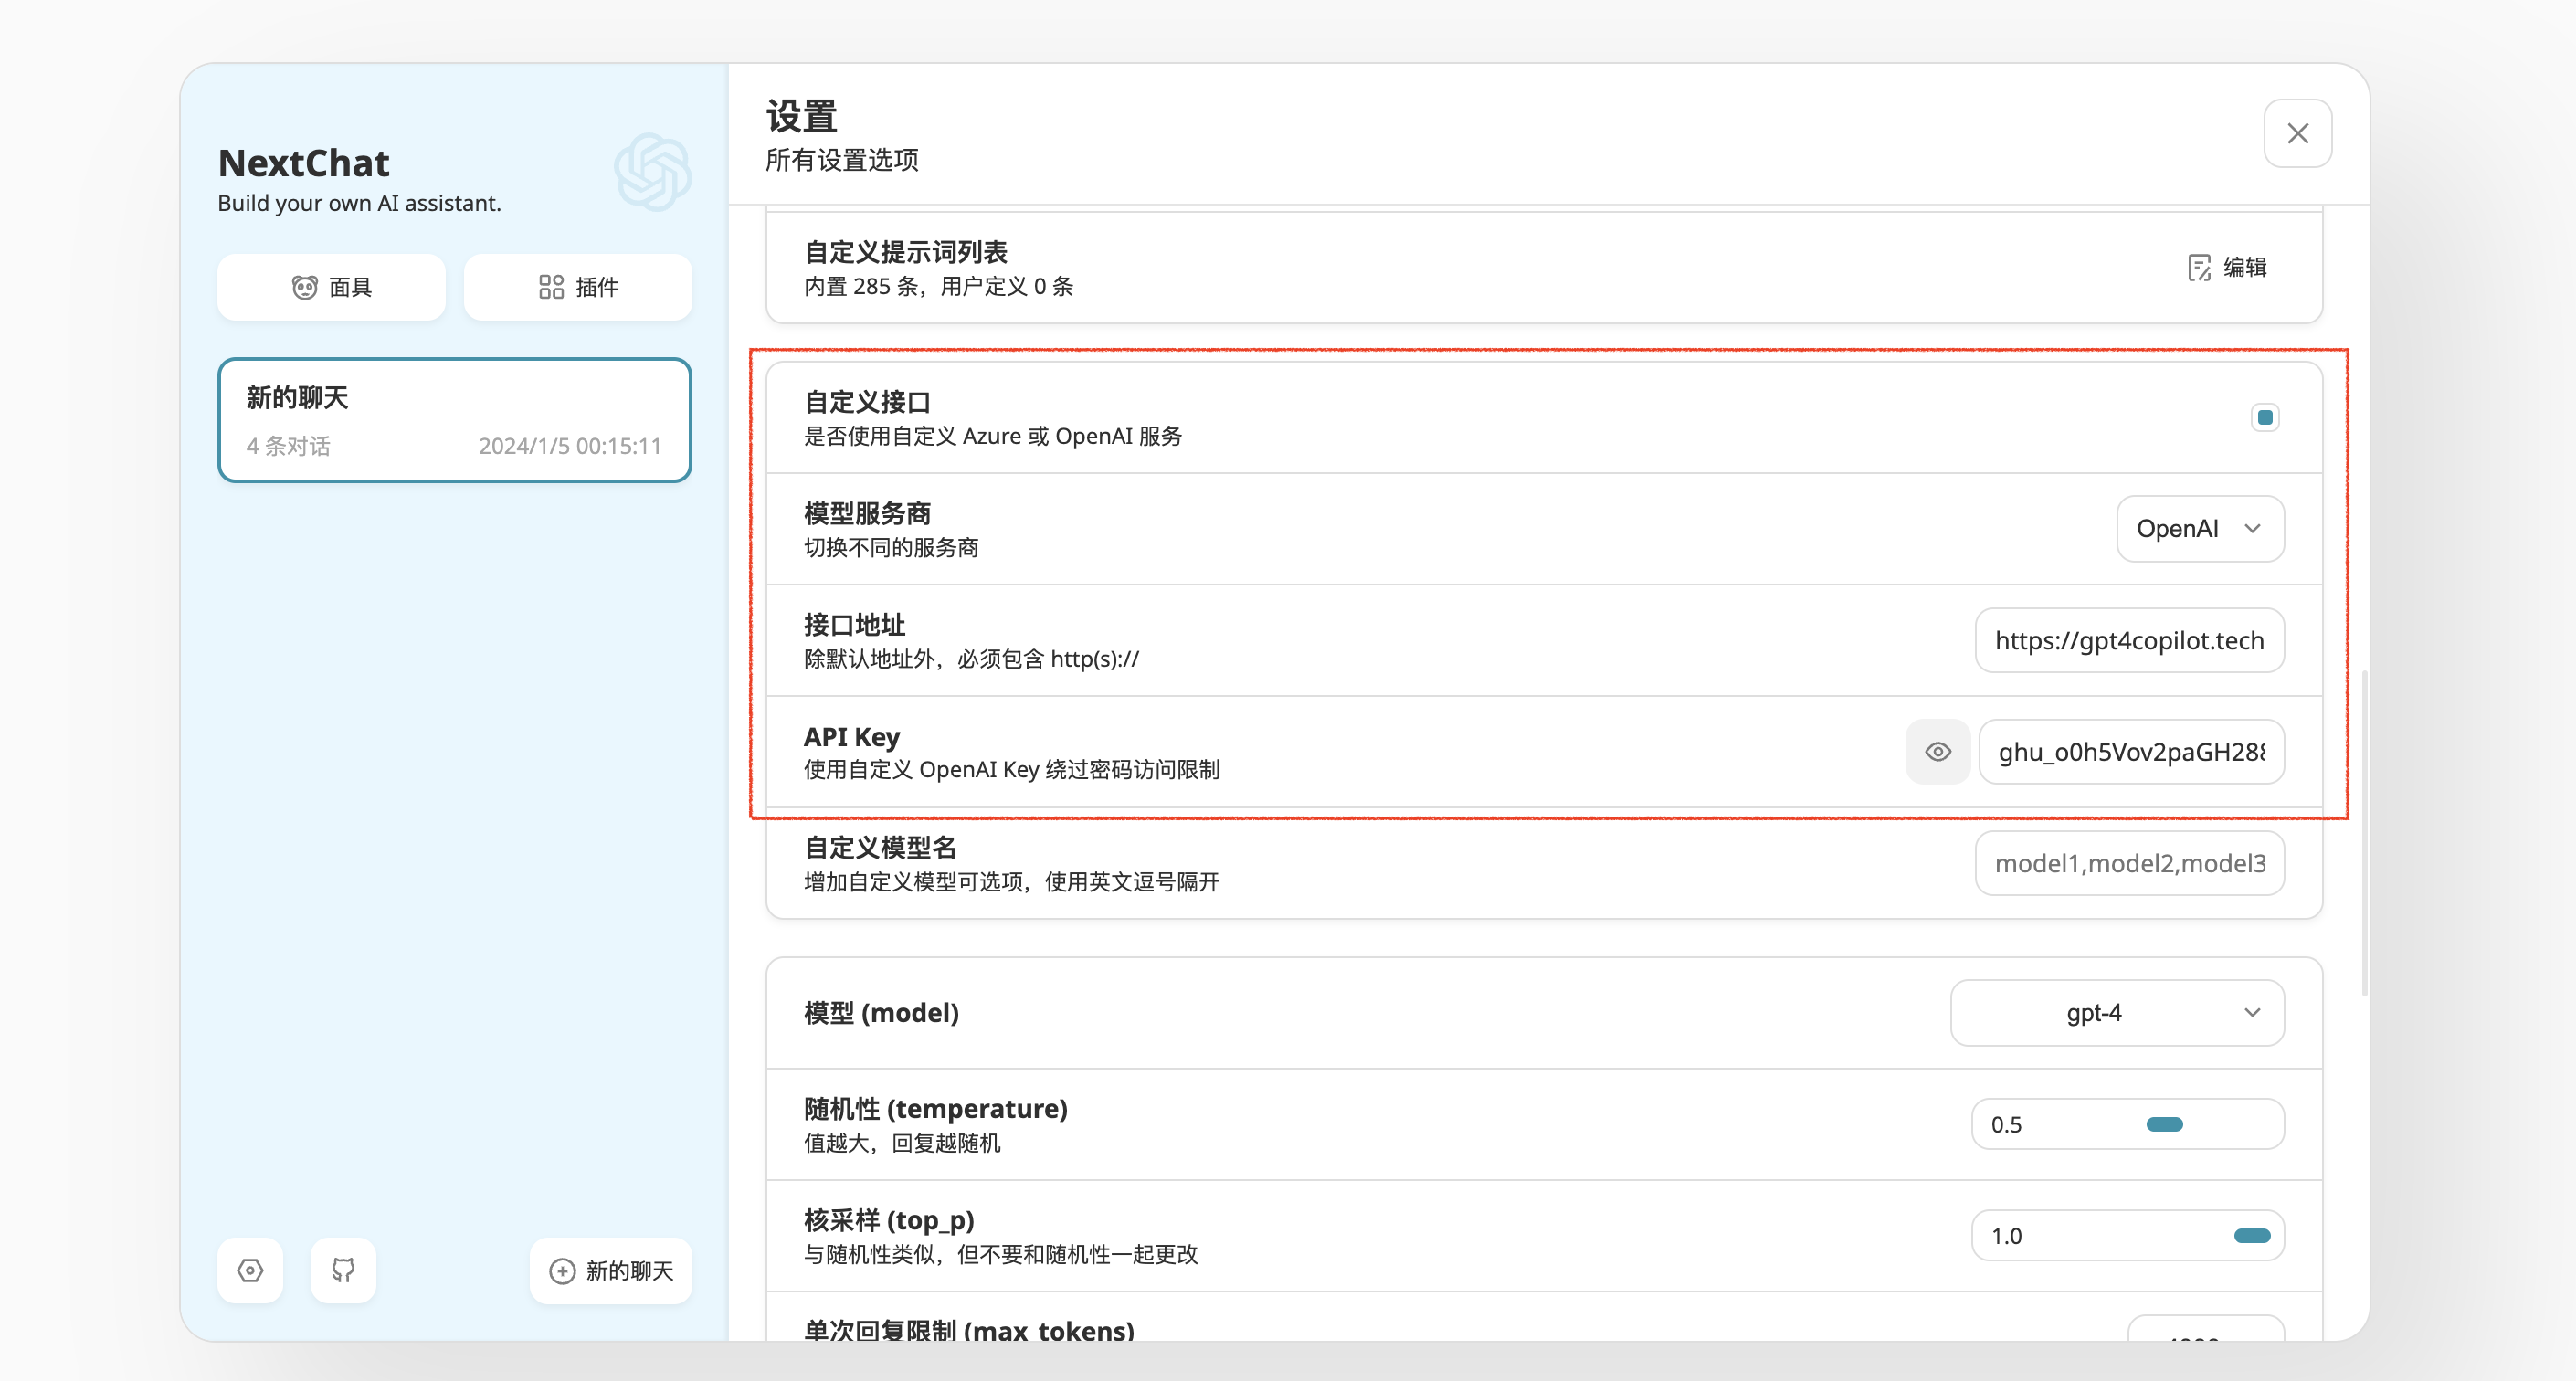 NextChat
Build your own AI assistant.
面具
插件
新的聊天
4 条对话
2024/1/5 00:15:11
新的聊天
设置
所有设置选项
自定义提示词列表
内置 285 条，用户定义 0 条
编辑
自定义接口
是否使用自定义 Azure 或 OpenAI 服务
模型服务商
切换不同的服务商
OpenAI
接口地址
除默认地址外，必须包含 http(s)://
https://gpt4copilot.tech
API Key
使用自定义 OpenAI Key 绕过密码访问限制
ghu_o0h5Vov2paGH288
自定义模型名
增加自定义模型可选项，使用英文逗号隔开
model1,model2,model3
模型 (model)
gpt-4
随机性 (temperature)
值越大，回复越随机
0.5
核采样 (top_p)
与随机性类似，但不要和随机性一起更改
1.0
单次回复限制 (max_tokens)